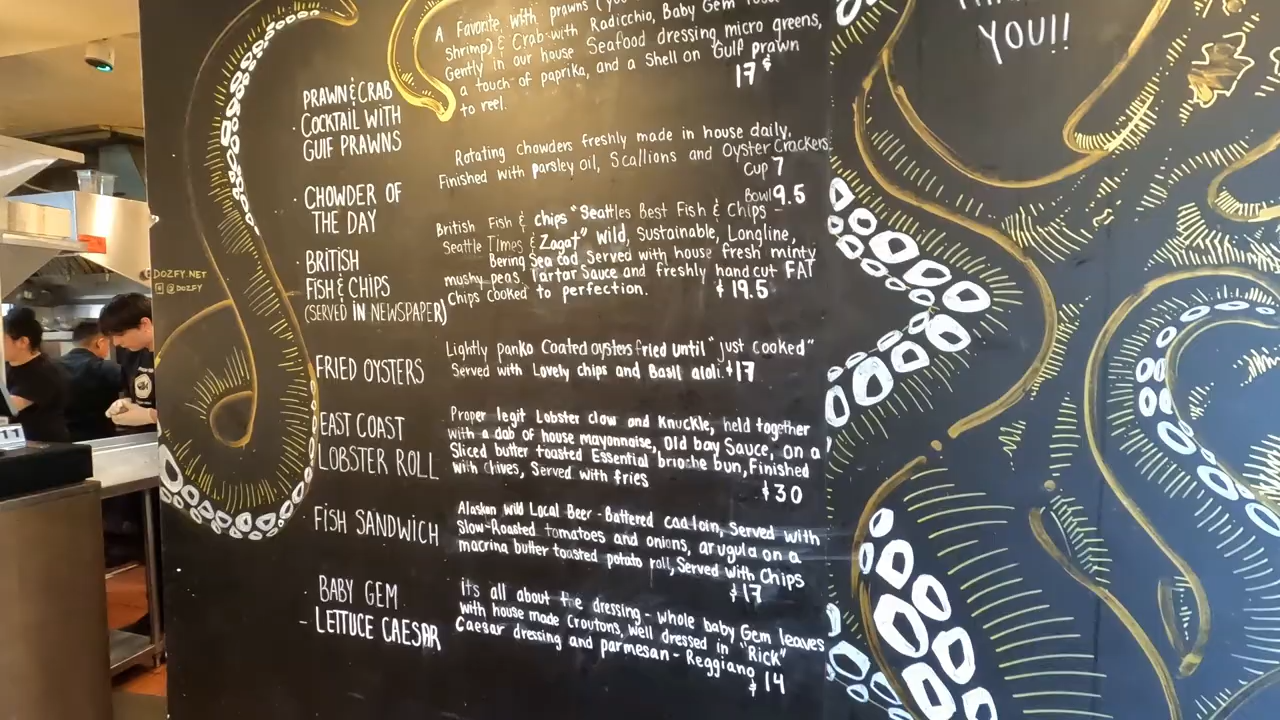 A Favorite with prawns
shrimp) & Crab with Radicchio, Baby Gem
Gently in our house Seafood dressing micro greens,
a touch of paprika, and a Shell on Gulf prawn
to reel.
17
PRAWN & CRAB
· COCKTAIL WITH
GUIF PRAWNS
Rotating chowders freshly made in house daily.
Finished with parsley oil, Scallions and Oyster Crackers
Cup 7
Bowl 9.5
· CHOWDER OF
THE DAY
British Fish & chips "Seattles Best Fish & Chips -
Seattle Times & Zagat" Wild, Sustainable, Longline,
Bering Sea cod Served with house fresh minty
mushy peas, Tartar Sauce and freshly hand cut FAT
Chips Cooked to perfection. $19.5
· BRITISH
FISH & CHIPS
(SERVED IN NEWSPAPER)
Lightly panko Coated oysters fried until "just cooked"
Served with Lovely chips and Basil aioli. $17
FRIED OYSTERS
Proper legit Lobster claw and Knuckle, held together
with a dab of house mayonnaise, Old bay Sauce, on a
Sliced butter toasted Essential brioche bun, Finished
with chives, Served with fries
$30
EAST COAST
LOBSTER ROLL
Alaskan wild Local Beer-Battered cod loin, Served with
Slow-Roasted tomatoes and onions, arugula on a
macrina butter toasted potato roll, Served with Chips
$17
· FISH SANDWICH
its all about the dressing - whole baby Gem leaves
with house made Croutons, Well dressed in "Rick"
Caesar dressing and parmesan - Reggiano
$14
· BABY GEM
- LETTUCE CAESAR
YOU!!
DOZFY.NET
@DOZFY
11